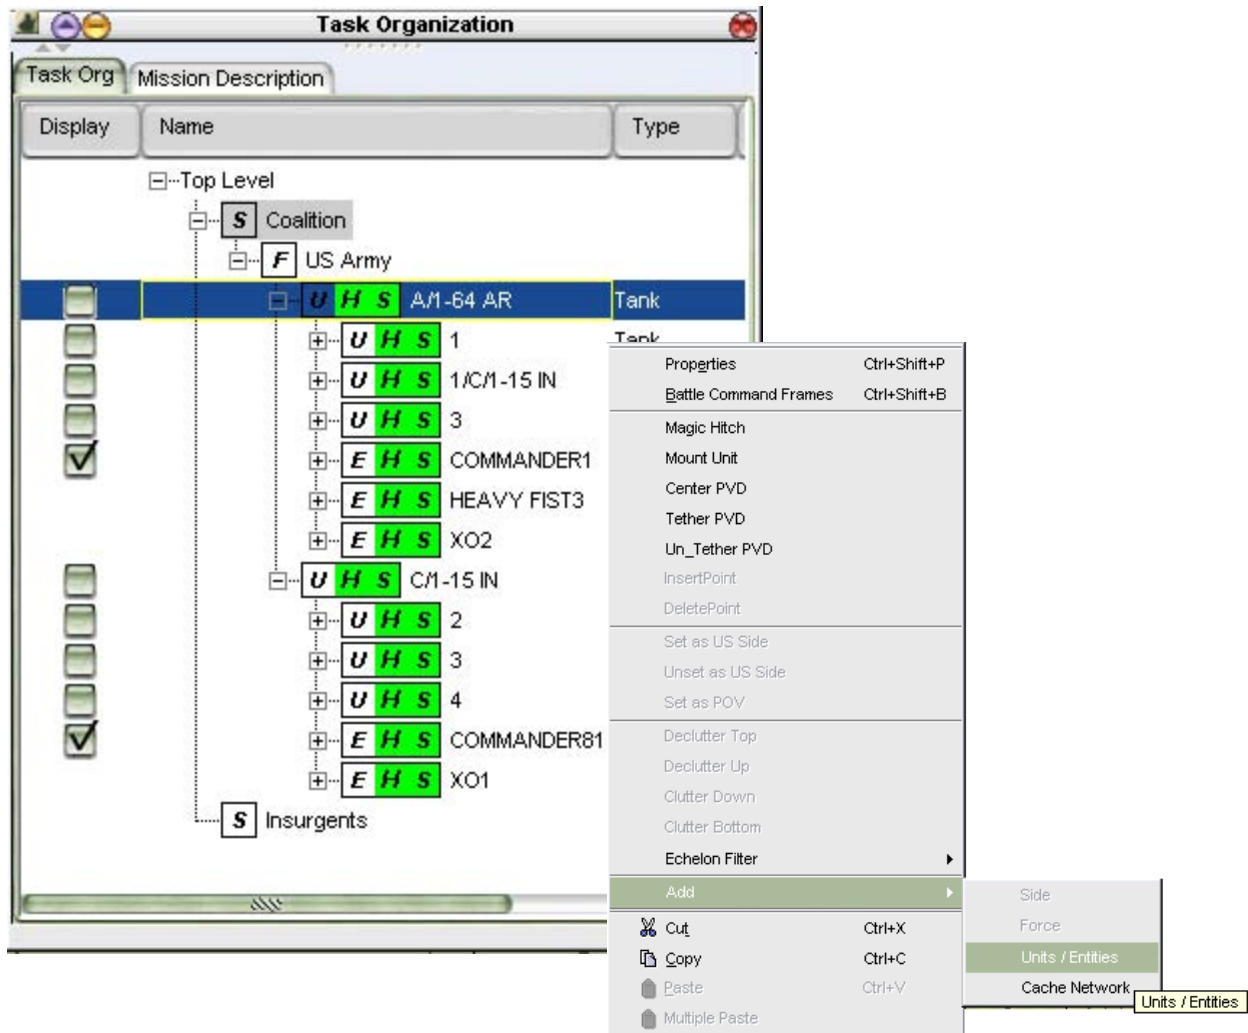 Task Organization
Task Org Mission Description
Display Name Type
Top Level
S Coalition
F US Army
U H S A/1-64 AR Tank
U H S 1 Tank
U H S 1/C/1-15 IN
U H S 3
E H S COMMANDER1
E H S HEAVY FIST3
E H S XO2
U H S C/1-15 IN
U H S 2
U H S 3
U H S 4
E H S COMMANDER81
E H S XO1
S Insurgents
Properties Ctrl+Shift+P
Battle Command Frames Ctrl+Shift+B
Magic Hitch
Mount Unit
Center PVD
Tether PVD
Un_Tether PVD
InsertPoint
DeletePoint
Set as US Side
Unset as US Side
Set as POV
Declutter Top
Declutter Up
Clutter Down
Clutter Bottom
Echelon Filter
Add
Cut Ctrl+X
Copy Ctrl+C
Paste Ctrl+V
Multiple Paste
Side
Force
Units / Entities
Cache Network
Units / Entities